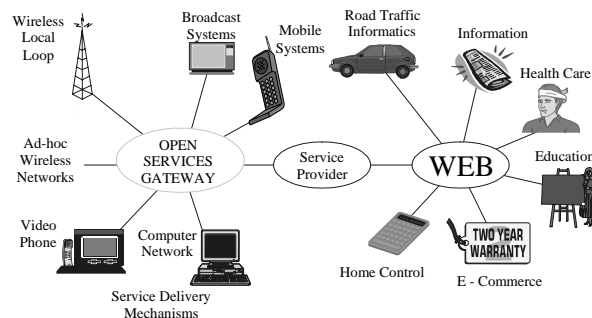 Wireless
Local
Loop
Broadcast
Systems
Mobile
Systems
Road Traffic
Informatics
Information
Health Care
Ad-hoc
Wireless
Networks
OPEN
SERVICES
GATEWAY
Service
Provider
WEB
Education
Video
Phone
Computer
Network
Home Control
TWO YEAR
WARRANTY
2
E - Commerce
Service Delivery
Mechanisms